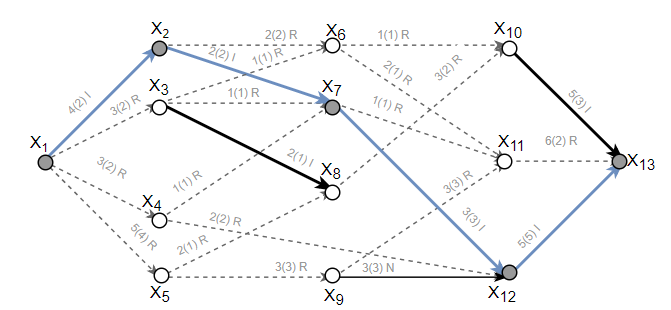 X2
2(2) R
X6
1(1) R
X10
2(2) I
1(1) R
4(2) I
X3
3(2) R
1(1) R
X7
2(1) R
3(2) R
5(3) I
1(1) R
X1
3(2) R
2(1) I
X8
X11
6(2) R
X13
1(1) R
X4
2(2) R
3(3) R
3(3) I
5(4) R
2(1) R
5(5) I
X5
3(3) R
X9
3(3) N
X12